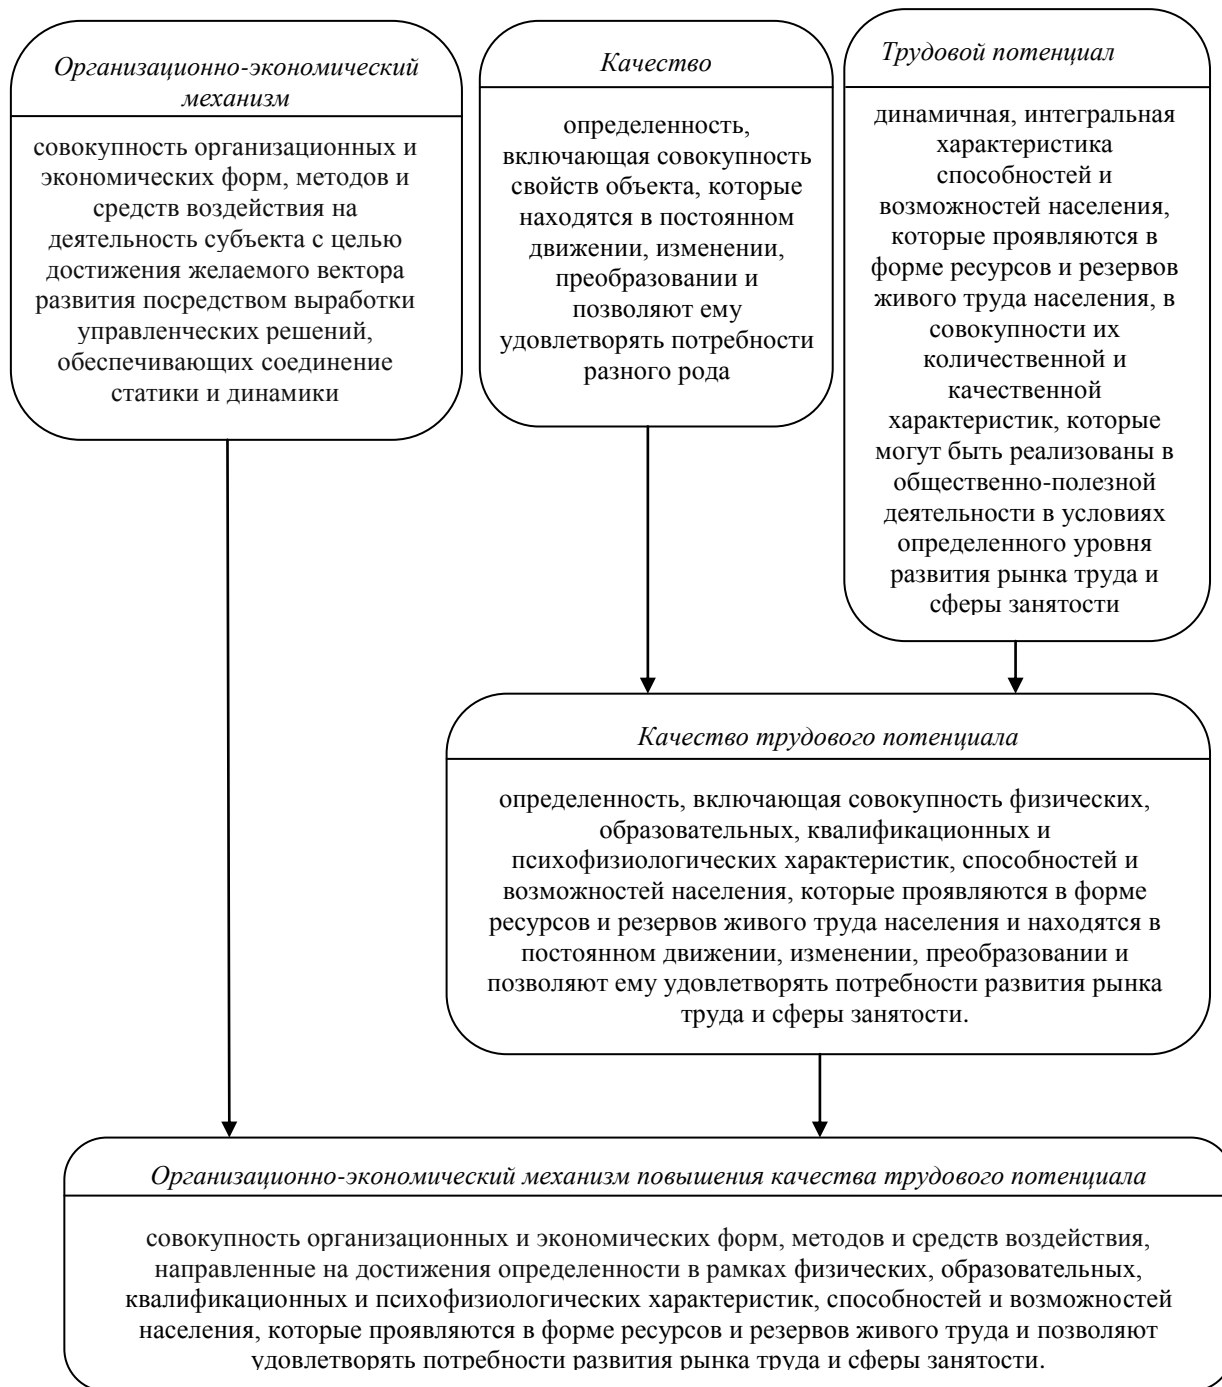 Организационно-экономический
механизм
совокупность организационных и
экономических форм, методов и
средств воздействия на
деятельность субъекта с целью
достижения желаемого вектора
развития посредством выработки
управленческих решений,
обеспечивающих соединение
статики и динамики
Качество
определенность,
включающая совокупность
свойств объекта, которые
находятся в постоянном
движении, изменении,
преобразовании и
позволяют ему
удовлетворять потребности
разного рода
Трудовой потенциал
динамичная, интегральная
характеристика
способностей и
возможностей населения,
которые проявляются в
форме ресурсов и резервов
живого труда населения, в
совокупности их
количественной и
качественной
характеристик, которые
могут быть реализованы в
общественно-полезной
деятельности в условиях
определенного уровня
развития рынка труда и
сферы занятости
Качество трудового потенциала
определенность, включающая совокупность физических,
образовательных, квалификационных и
психофизиологических характеристик, способностей и
возможностей населения, которые проявляются в форме
ресурсов и резервов живого труда населения и находятся в
постоянном движении, изменении, преобразовании и
позволяют ему удовлетворять потребности развития рынка
труда и сферы занятости.
Организационно-экономический механизм повышения качества трудового потенциала
совокупность организационных и экономических форм, методов и средств воздействия,
направленные на достижения определенности в рамках физических, образовательных,
квалификационных и психофизиологических характеристик, способностей и возможностей
населения, которые проявляются в форме ресурсов и резервов живого труда и позволяют
удовлетворять потребности развития рынка труда и сферы занятости.